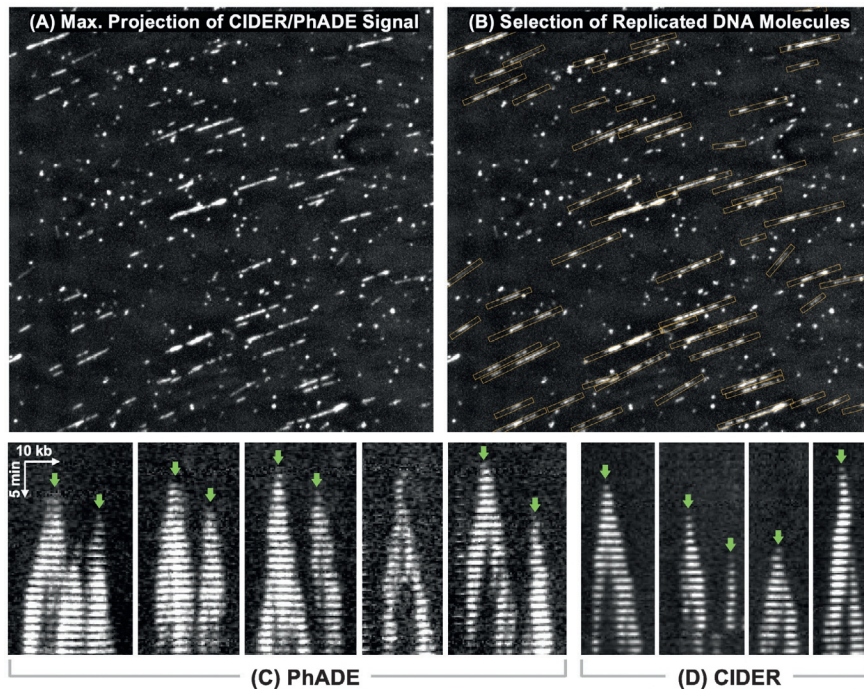 (A) Max. Projection of CIDER/PhADE Signal
(B) Selection of Replicated DNA Molecules
10 kb
5 min
(C) PhADE
(D) CIDER